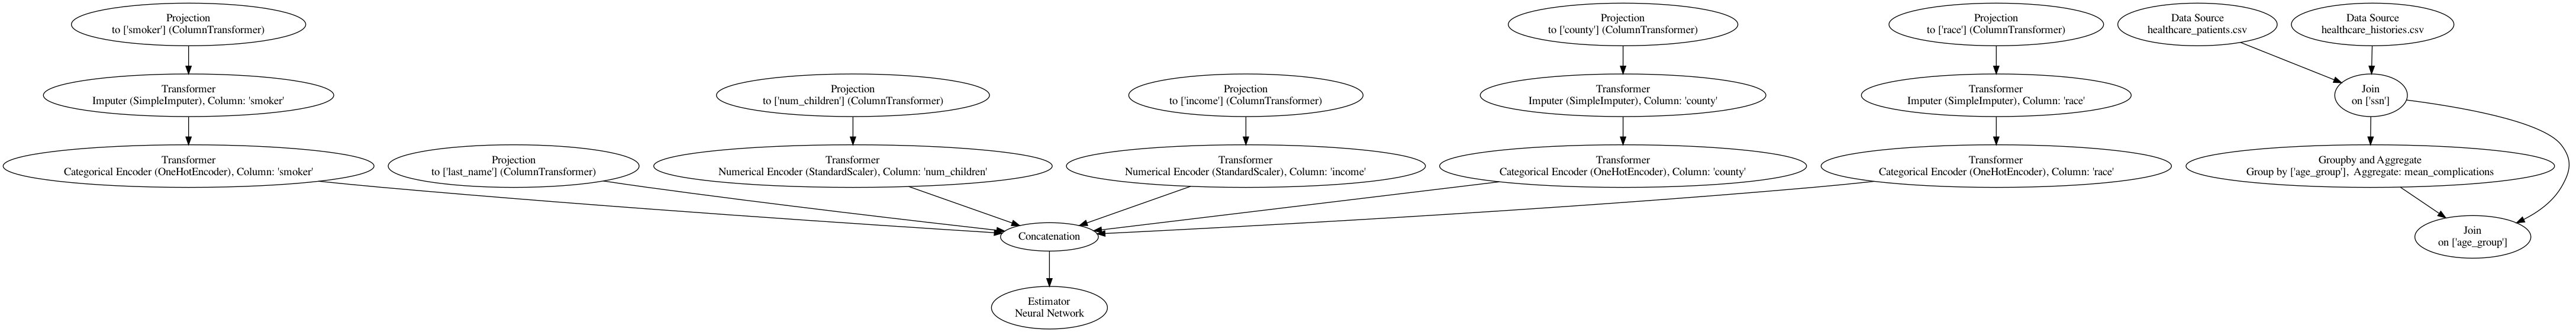 Projection
to ['smoker'] (ColumnTransformer)
Projection
to ['county'] (ColumnTransformer)
Projection
to ['race'] (ColumnTransformer)
Data Source
healthcare_patients.csv
Data Source
healthcare_histories.csv
Transformer
Imputer (SimpleImputer), Column: 'smoker'
Projection
to ['num_children'] (ColumnTransformer)
Projection
to ['income'] (ColumnTransformer)
Transformer
Imputer (SimpleImputer), Column: 'county'
Transformer
Imputer (SimpleImputer), Column: 'race'
Join
on ['ssn']
Transformer
Categorical Encoder (OneHotEncoder), Column: 'smoker'
Projection
to ['last_name'] (ColumnTransformer)
Transformer
Numerical Encoder (StandardScaler), Column: 'num_children'
Transformer
Numerical Encoder (StandardScaler), Column: 'income'
Transformer
Categorical Encoder (OneHotEncoder), Column: 'county'
Transformer
Categorical Encoder (OneHotEncoder), Column: 'race'
Groupby and Aggregate
Group by ['age_group'], Aggregate: mean_complications
Concatenation
Join
on ['age_group']
Estimator
Neural Network